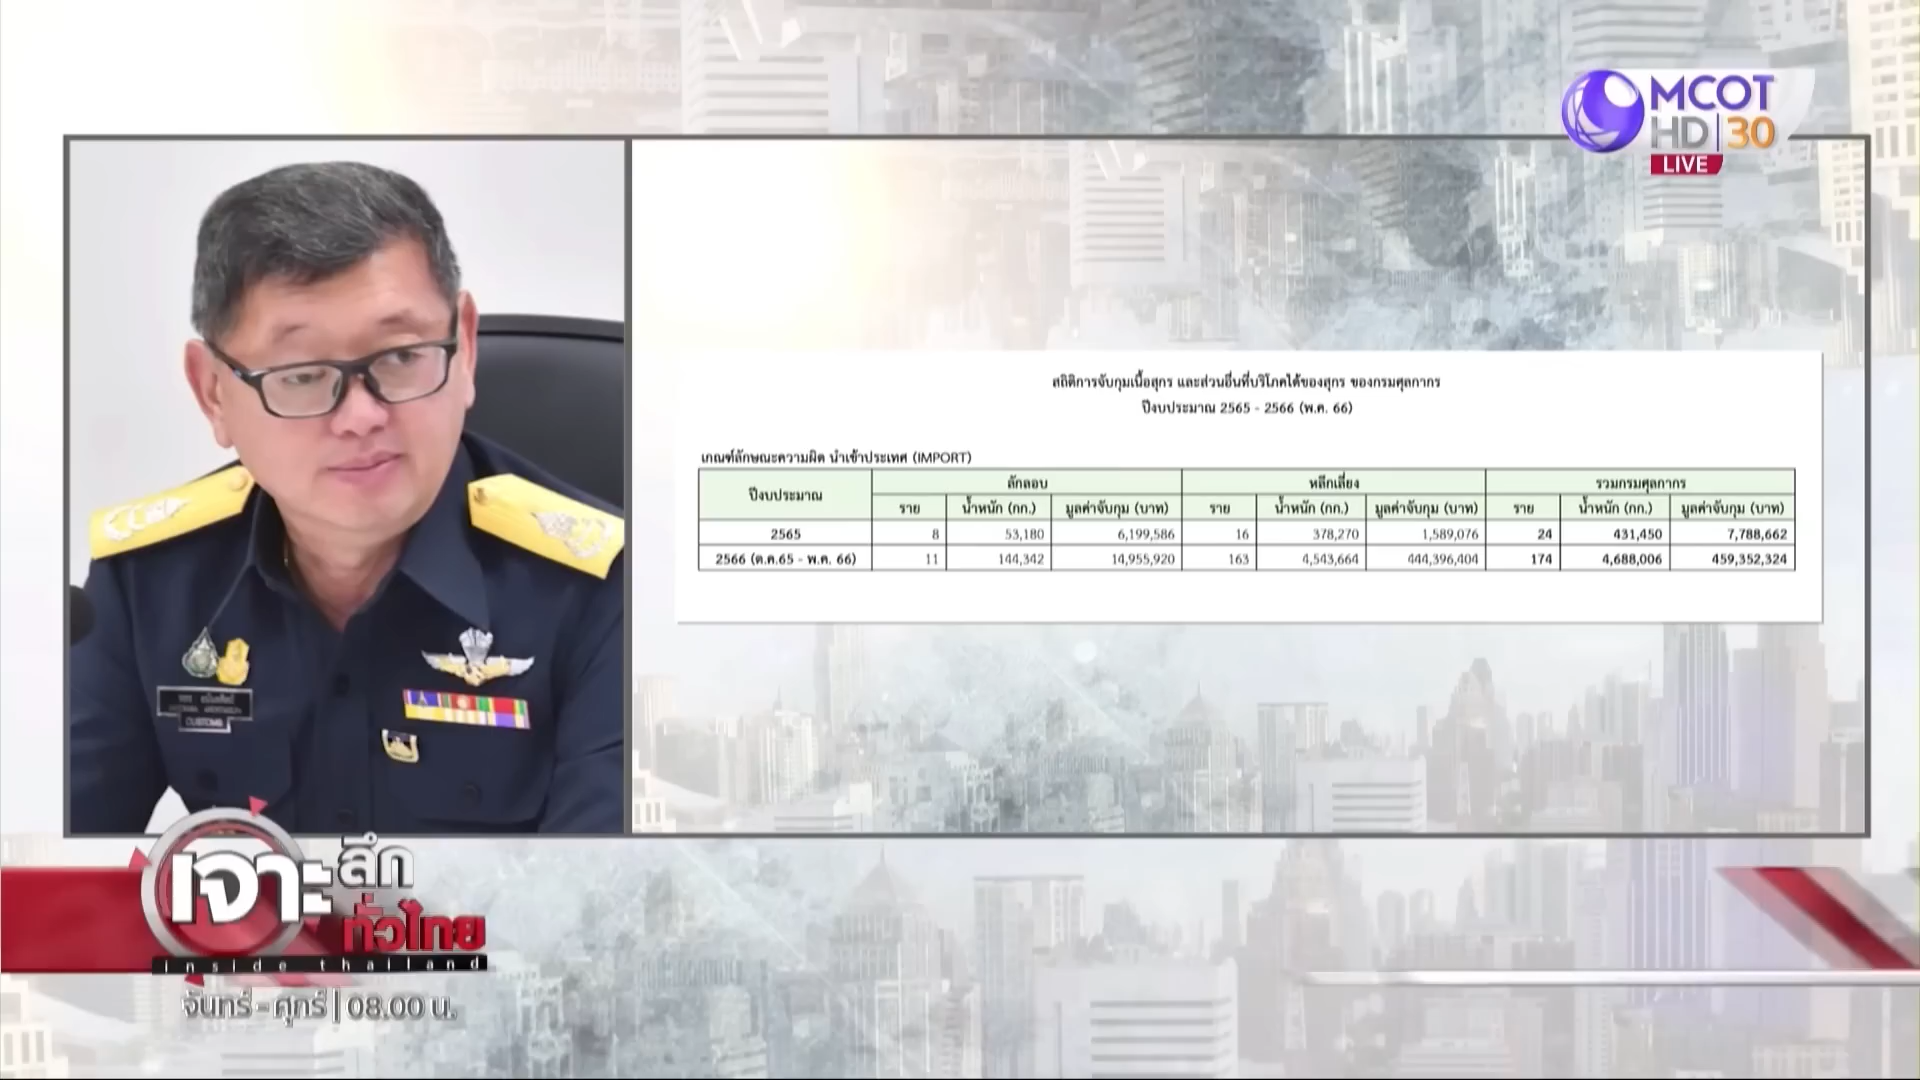 MCOT
HD 30
LIVE
สถิติการจับกุมเนื้อสุกร และส่วนอื่นที่บริโภคได้ของสุกร ของกรมศุลกากร
ปีงบประมาณ 2565 - 2566 (พ.ค. 66)
เกณฑ์ลักษณะความผิด นำเข้าประเทศ (IMPORT)
ปีงบประมาณ ลักลอบ หลีกเลี่ยง รวมกรมศุลกากร
ราย น้ำหนัก (กก.) มูลค่าจับกุม (บาท) ราย น้ำหนัก (กก.) มูลค่าจับกุม (บาท) ราย น้ำหนัก (กก.) มูลค่าจับกุม (บาท)
2565 8 53,180 6,199,586 16 378,270 1,589,076 24 431,450 7,788,662
2566 (ต.ค.65 - พ.ค. 66) 11 144,342 14,955,920 163 4,543,664 444,396,404 174 4,688,006 459,352,324
CUSTOMS
เจาะลึก
ทั่วไทย
inside thailand
จันทร์ - ศุกร์ | 08.00 น.